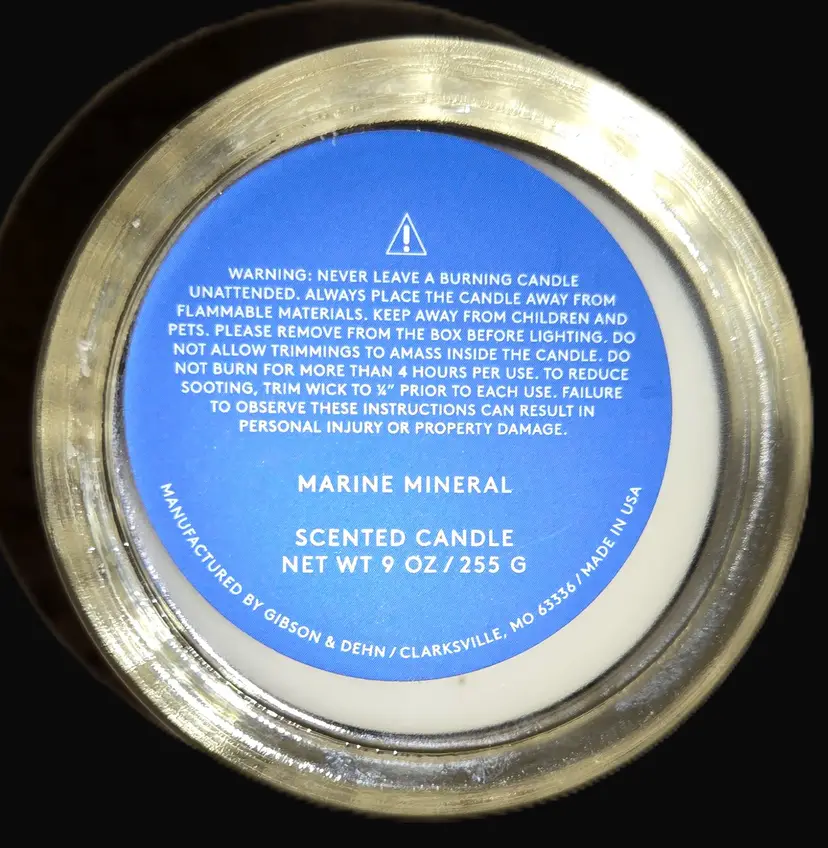 WARNING: NEVER LEAVE A BURNING CANDLE
UNATTENDED. ALWAYS PLACE THE CANDLE AWAY FROM
FLAMMABLE MATERIALS. KEEP AWAY FROM CHILDREN AND
PETS. PLEASE REMOVE FROM THE BOX BEFORE LIGHTING. DO
NOT ALLOW TRIMMINGS TO AMASS INSIDE THE CANDLE. DO
NOT BURN FOR MORE THAN 4 HOURS PER USE. TO REDUCE
SOOTING, TRIM WICK TO ¼” PRIOR TO EACH USE. FAILURE
TO OBSERVE THESE INSTRUCTIONS CAN RESULT IN
PERSONAL INJURY OR PROPERTY DAMAGE.
MARINE MINERAL
SCENTED CANDLE
NET WT 9 OZ / 255 G
MANUFACTURED BY GIBSON & DEHN / CLARKSVILLE, MO 63336 / MADE IN USA